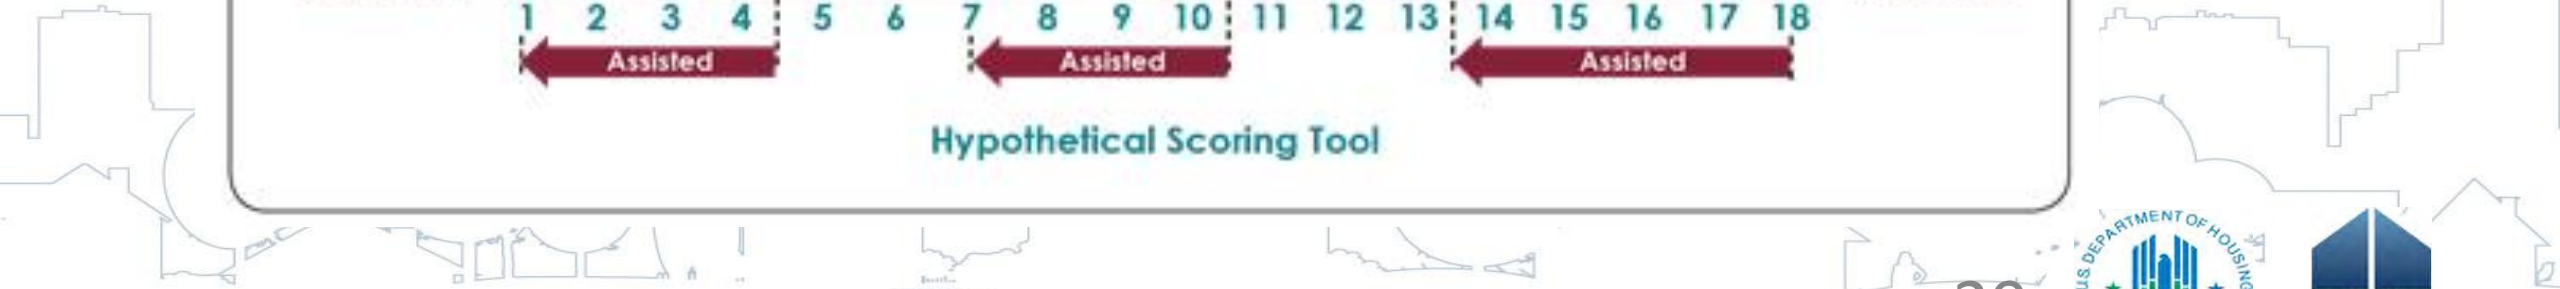 1 2 3 4 5 6 7 8 9 10 11 12 13 14 15 16 17 18
Assisted Assisted Assisted
Hypothetical Scoring Tool
U.S. DEPARTMENT OF HOUSING